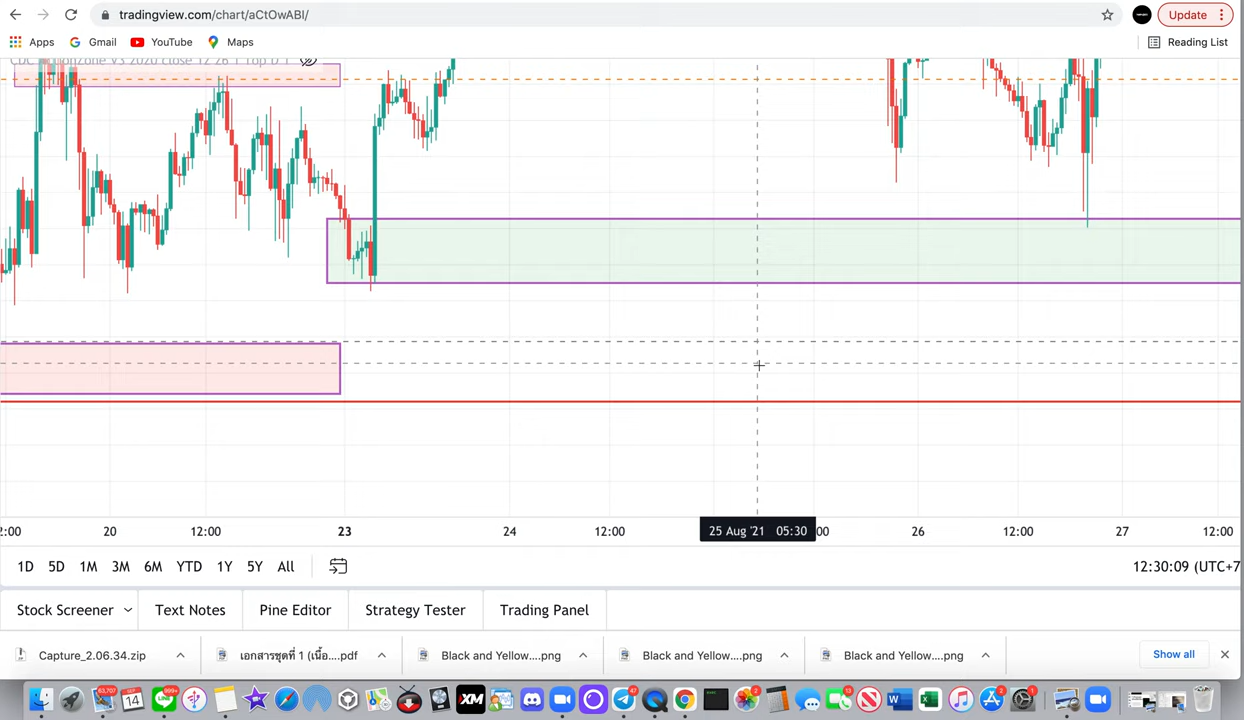 tradingview.com/chart/aCtOwABI/
Update
Apps
Gmail
YouTube
Maps
Reading List
25 Aug '21 05:30
20
12:00
23
24
12:00
26
12:00
27
12:00
1D
5D
1M
3M
6M
YTD
1Y
5Y
All
12:30:09 (UTC+7
Stock Screener
Text Notes
Pine Editor
Strategy Tester
Trading Panel
Capture_2.06.34.zip
เอกสารชุดที่ 1 (เนื้อ....pdf
Black and Yellow....png
Black and Yellow....png
Black and Yellow....png
Show all
XM